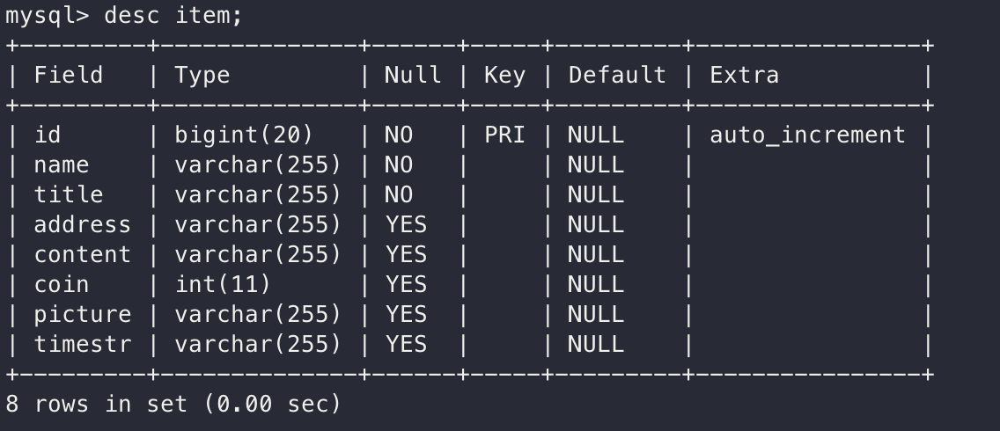 mysql> desc item;
+---------+--------------+------+-----+---------+----------------+
| Field   | Type         | Null | Key | Default | Extra          |
+---------+--------------+------+-----+---------+----------------+
| id      | bigint(20)   | NO   | PRI | NULL    | auto_increment |
| name    | varchar(255) | NO   |     | NULL    |                |
| title   | varchar(255) | NO   |     | NULL    |                |
| address | varchar(255) | YES  |     | NULL    |                |
| content | varchar(255) | YES  |     | NULL    |                |
| coin    | int(11)      | YES  |     | NULL    |                |
| picture | varchar(255) | YES  |     | NULL    |                |
| timestr | varchar(255) | YES  |     | NULL    |                |
+---------+--------------+------+-----+---------+----------------+
8 rows in set (0.00 sec)